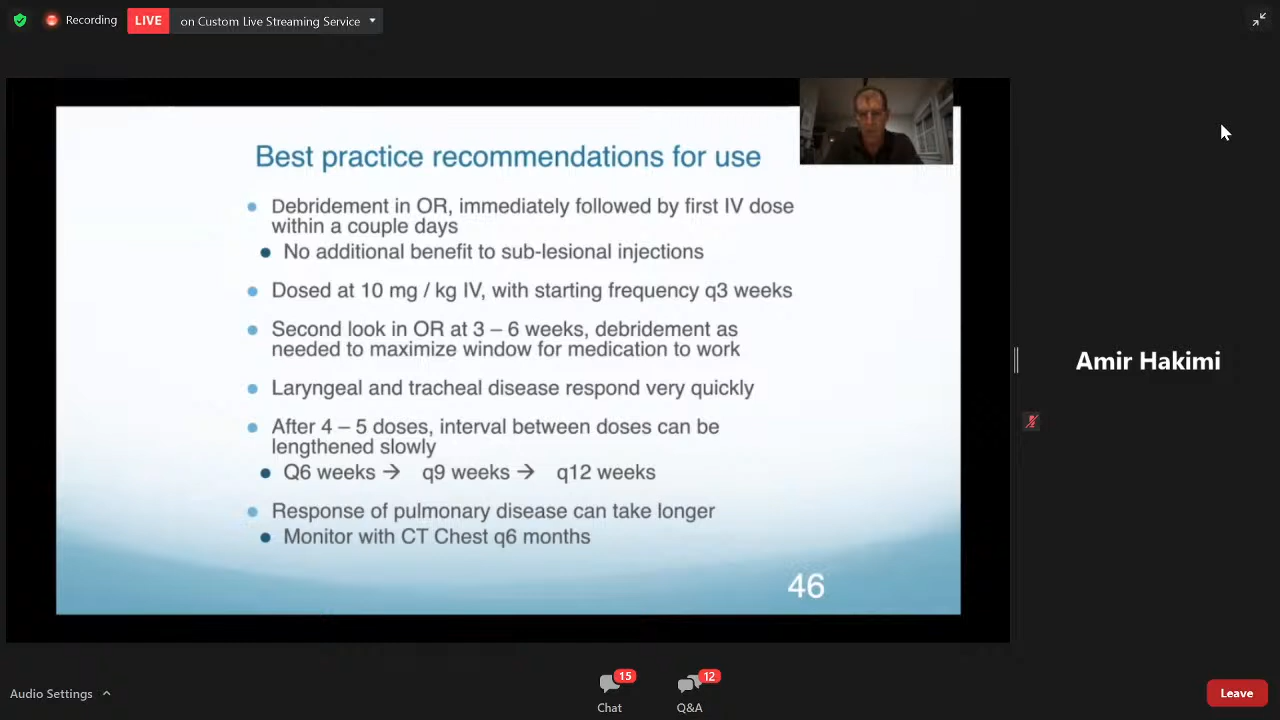 Recording
LIVE
on Custom Live Streaming Service
Best practice recommendations for use
Debridement in OR, immediately followed by first IV dose
within a couple days
No additional benefit to sub-lesional injections
Dosed at 10 mg / kg IV, with starting frequency q3 weeks
Second look in OR at 3 – 6 weeks, debridement as
needed to maximize window for medication to work
Laryngeal and tracheal disease respond very quickly
After 4 – 5 doses, interval between doses can be
lengthened slowly
Q6 weeks → q9 weeks → q12 weeks
Response of pulmonary disease can take longer
Monitor with CT Chest q6 months
46
Amir Hakimi
Audio Settings
15
Chat
12
Q&A
Leave